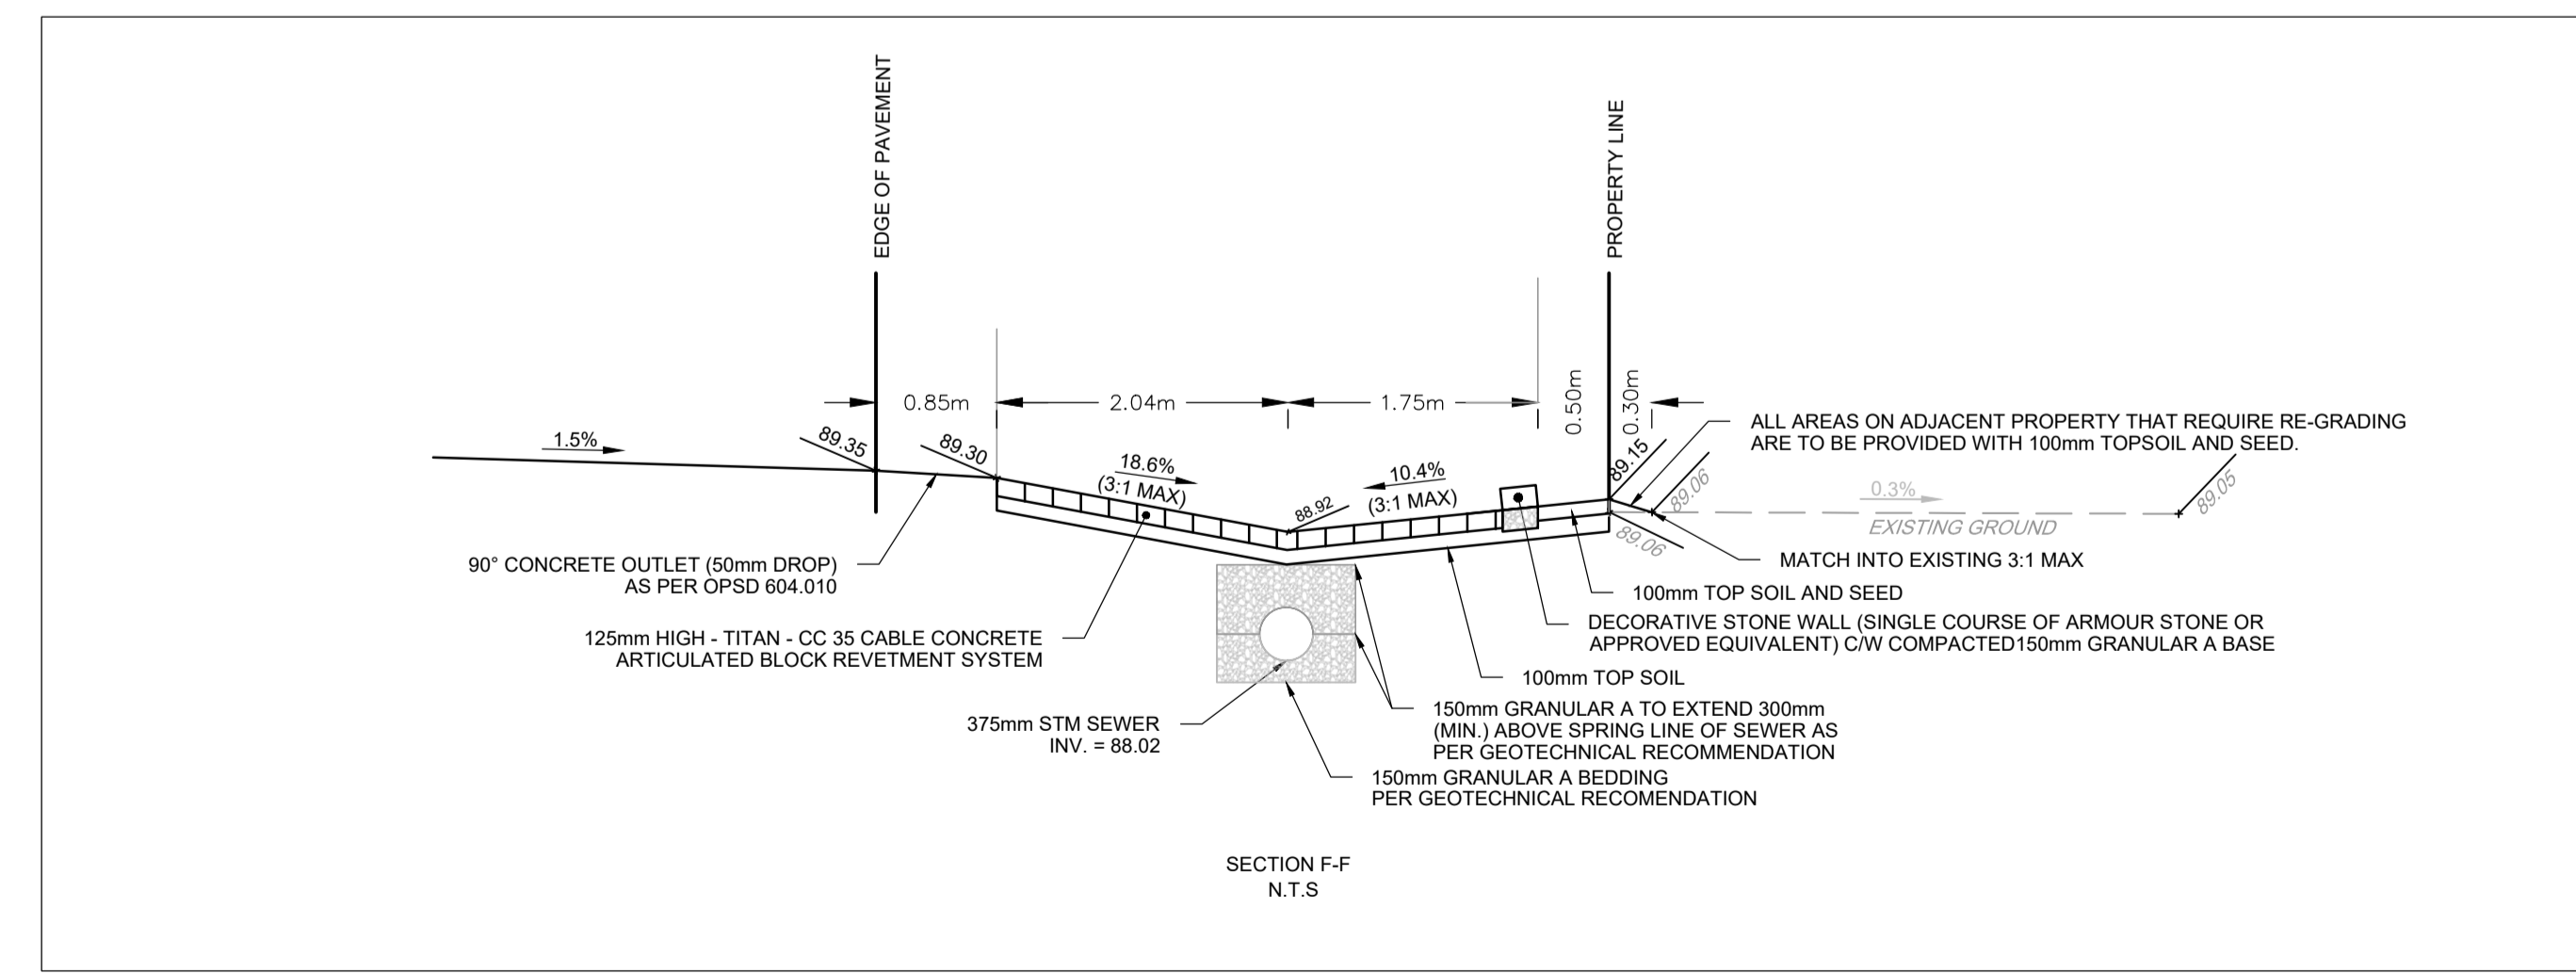 EDGE OF PAVEMENT
PROPERTY LINE
0.85m
2.04m
1.75m
0.50m
0.30m
1.5%
89.35
89.30
18.6%
(3:1 MAX)
88.92
10.4%
(3:1 MAX)
89.15
89.06
89.06
0.3%
EXISTING GROUND
89.05
ALL AREAS ON ADJACENT PROPERTY THAT REQUIRE RE-GRADING
ARE TO BE PROVIDED WITH 100mm TOPSOIL AND SEED.
MATCH INTO EXISTING 3:1 MAX
100mm TOP SOIL AND SEED
DECORATIVE STONE WALL (SINGLE COURSE OF ARMOUR STONE OR
APPROVED EQUIVALENT) C/W COMPACTED150mm GRANULAR A BASE
100mm TOP SOIL
150mm GRANULAR A TO EXTEND 300mm
(MIN.) ABOVE SPRING LINE OF SEWER AS
PER GEOTECHNICAL RECOMMENDATION
150mm GRANULAR A BEDDING
PER GEOTECHNICAL RECOMENDATION
90° CONCRETE OUTLET (50mm DROP)
AS PER OPSD 604.010
125mm HIGH - TITAN - CC 35 CABLE CONCRETE
ARTICULATED BLOCK REVETMENT SYSTEM
375mm STM SEWER
INV. = 88.02
SECTION F-F
N.T.S